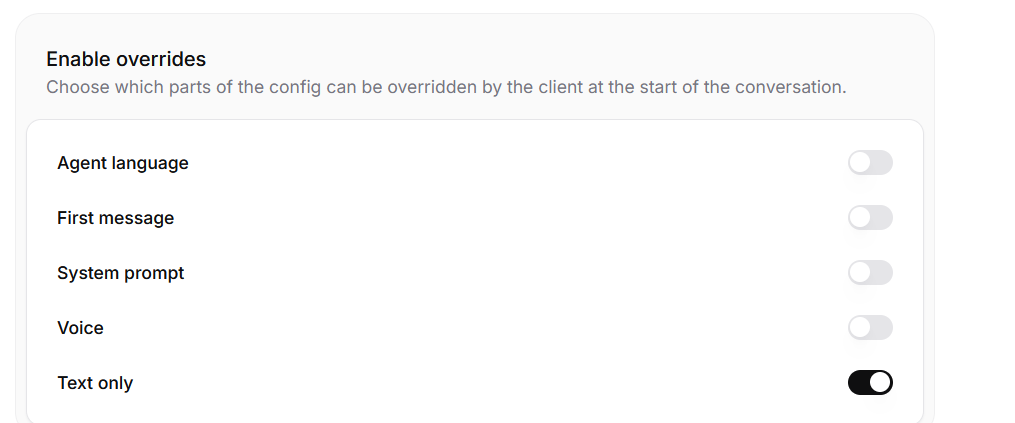 Enable overrides
Choose which parts of the config can be overridden by the client at the start of the conversation.
Agent language
First message
System prompt
Voice
Text only